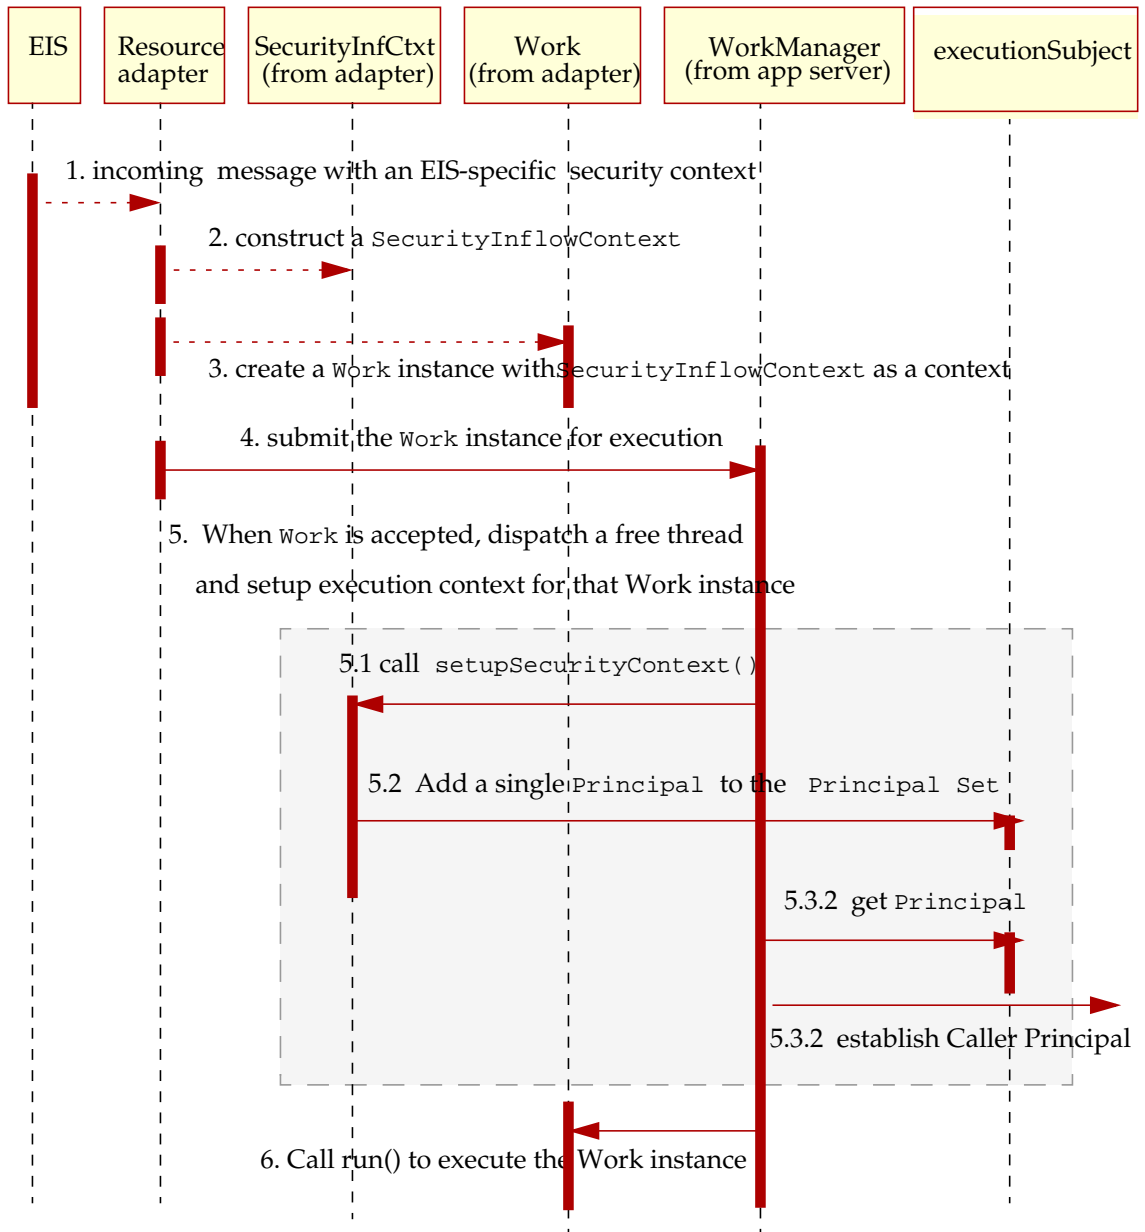 EIS
Resource
adapter
SecurityInfCtxt
(from adapter)
Work
(from adapter)
WorkManager
(from app server)
executionSubject
1. incoming message with an EIS-specific security context
2. construct a SecurityInflowContext
3. create a Work instance withSecurityInflowContext as a context
4. submit the Work instance for execution
5. When Work is accepted, dispatch a free thread
and setup execution context for that Work instance
5.1 call setupSecurityContext()
5.2 Add a single Principal to the Principal Set
5.3.2 get Principal
5.3.2 establish Caller Principal
6. Call run() to execute the Work instance